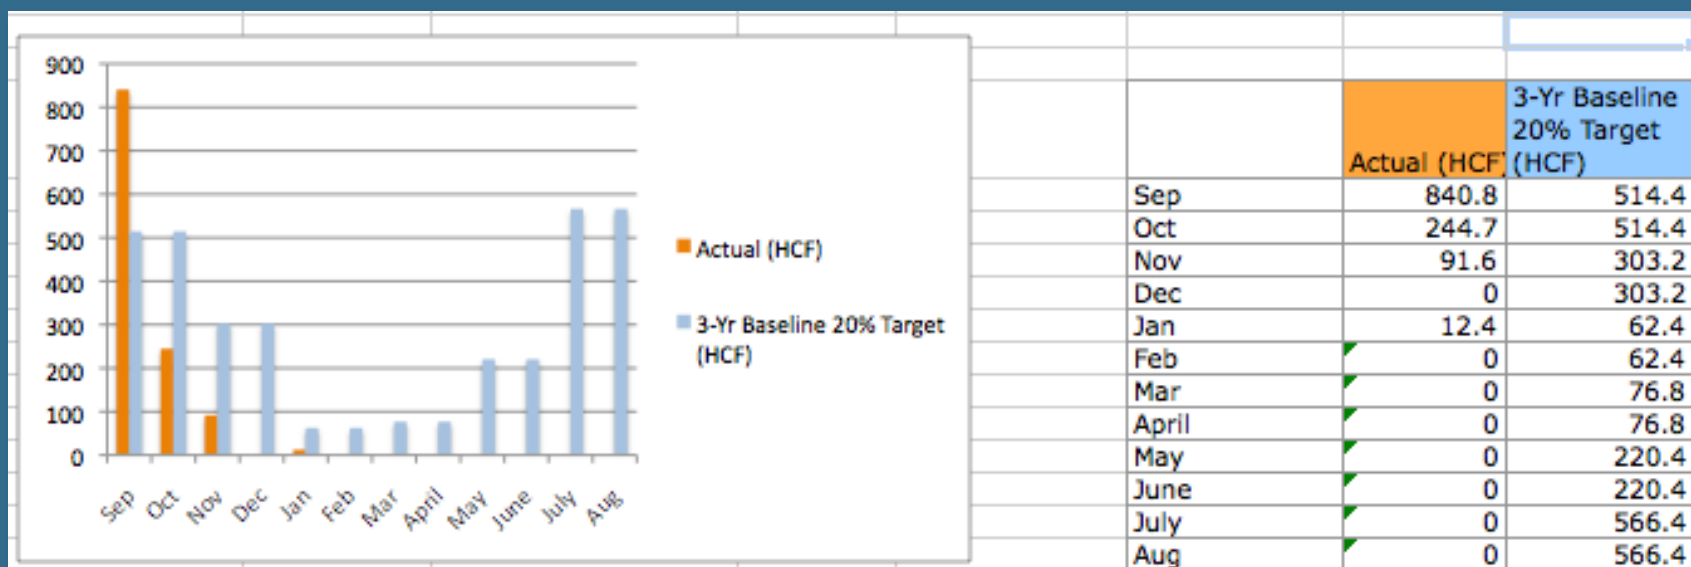 900
800
700
600
500
400
300
200
100
0
Sep Oct Nov Dec Jan Feb Mar April May June July Aug
Actual (HCF)
3-Yr Baseline 20% Target
(HCF)
3-Yr Baseline
20% Target
Actual (HCF) (HCF)
Sep 840.8 514.4
Oct 244.7 514.4
Nov 91.6 303.2
Dec 0 303.2
Jan 12.4 62.4
Feb 0 62.4
Mar 0 76.8
April 0 76.8
May 0 220.4
June 0 220.4
July 0 566.4
Aug 0 566.4